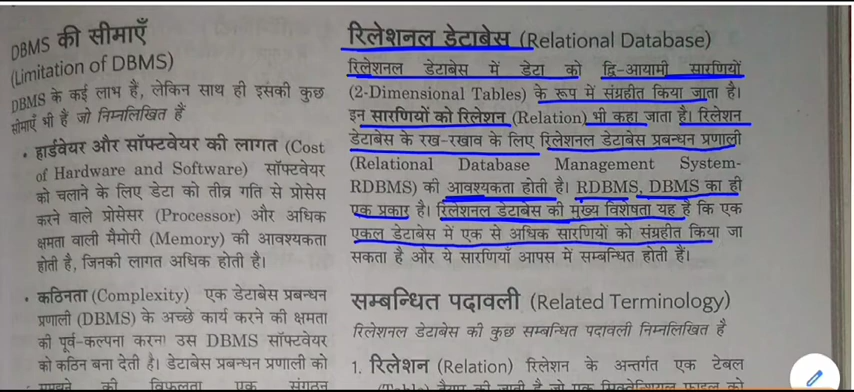 DBMS की सीमाएँ
(Limitation of DBMS)
DBMS के कई लाभ हैं, लेकिन साथ ही इसकी कुछ
सीमाएँ भी हैं जो निम्नलिखित हैं
• हार्डवेयर और सॉफ्टवेयर की लागत (Cost
of Hardware and Software) सॉफ्टवेयर
को चलाने के लिए डेटा को तीव्र गति से प्रोसेस
करने वाले प्रोसेसर (Processor) और अधिक
क्षमता वाली मैमोरी (Memory) की आवश्यकता
होती है, जिनकी लागत अधिक होती है।
• कठिनता (Complexity) एक डेटाबेस प्रबन्धन
प्रणाली (DBMS) के अच्छे कार्य करने की क्षमता
की पूर्व-कल्पना करना उस DBMS सॉफ्टवेयर
को कठिन बना देती है। डेटाबेस प्रबन्धन प्रणाली को
समझने की विफलता एक संगठन
रिलेशनल डेटाबेस (Relational Database)
रिलेशनल डेटाबेस में डेटा को द्वि-आयामी सारणियों
(2-Dimensional Tables) के रूप में संग्रहीत किया जाता है।
इन सारणियों को रिलेशन (Relation) भी कहा जाता है। रिलेशन
डेटाबेस के रख-रखाव के लिए रिलेशनल डेटाबेस प्रबन्धन प्रणाली
(Relational Database Management System-
RDBMS) की आवश्यकता होती है। RDBMS, DBMS का ही
एक प्रकार है। रिलेशनल डेटाबेस की मुख्य विशेषता यह है कि एक
एकल डेटाबेस में एक से अधिक सारणियों को संग्रहीत किया जा
सकता है और ये सारणियाँ आपस में सम्बन्धित होती हैं।
सम्बन्धित पदावली (Related Terminology)
रिलेशनल डेटाबेस की कुछ सम्बन्धित पदावली निम्नलिखित हैं
1. रिलेशन (Relation) रिलेशन के अन्तर्गत एक टेबल